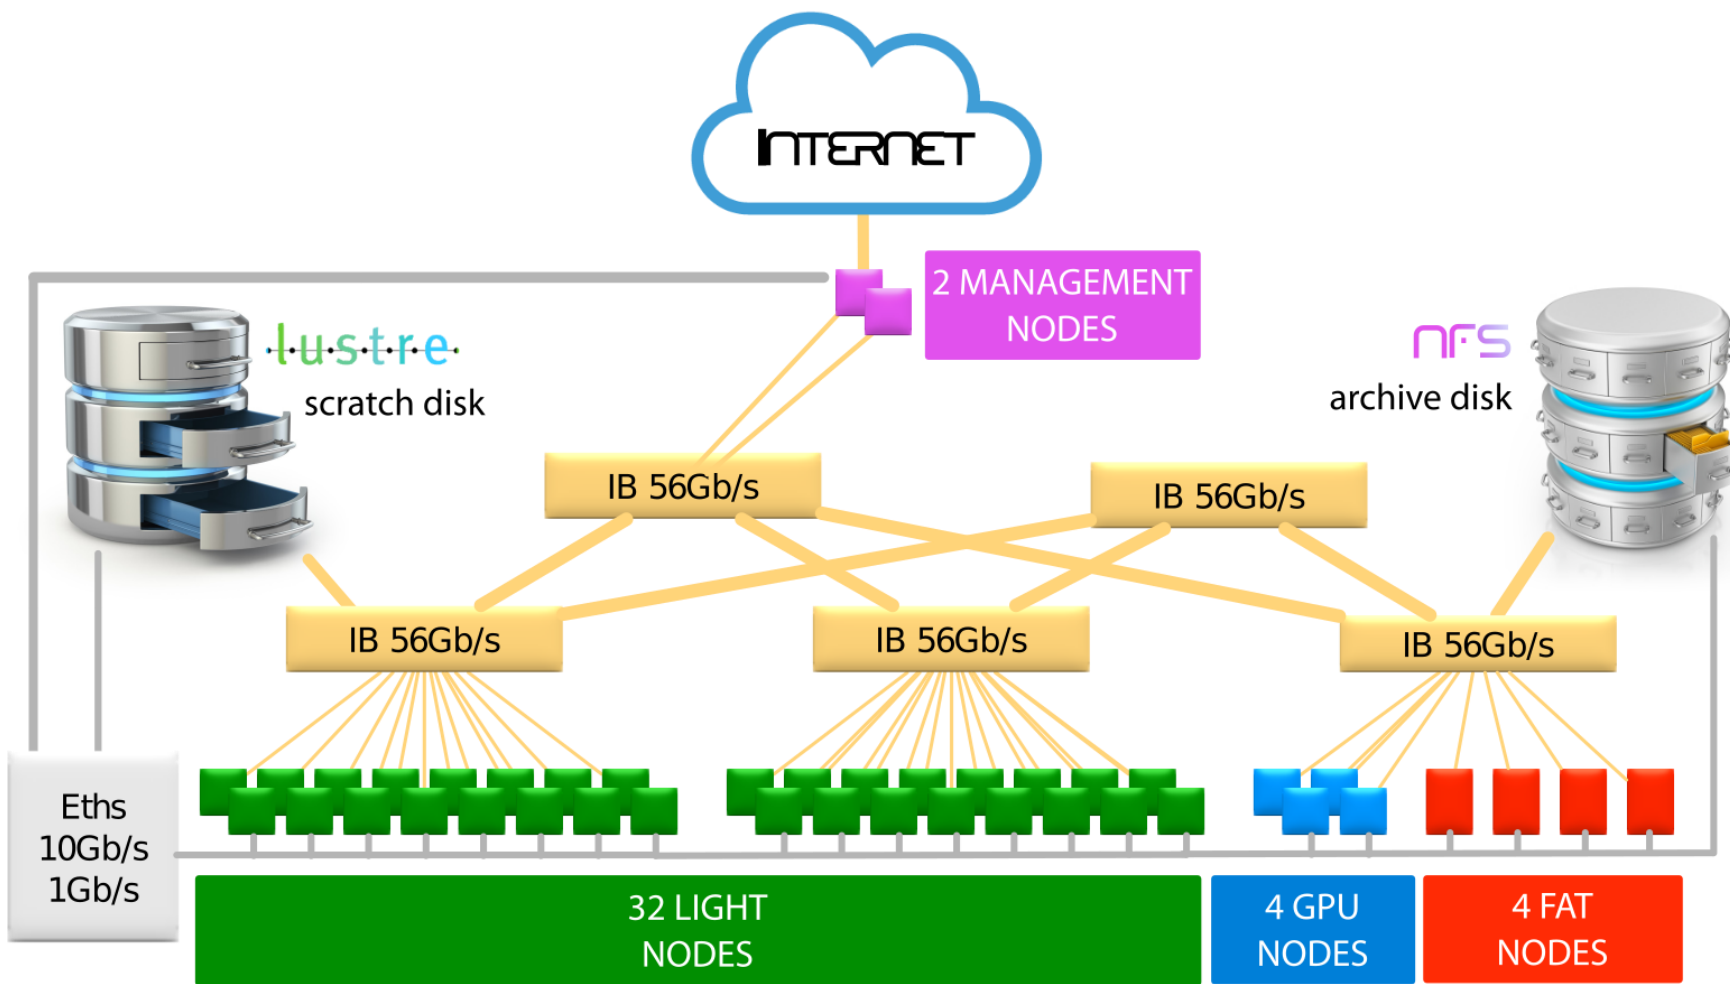 INTERNET
2 MANAGEMENT
NODES
lustre
scratch disk
nfs
archive disk
IB 56Gb/s
IB 56Gb/s
IB 56Gb/s
IB 56Gb/s
IB 56Gb/s
Eths
10Gb/s
1Gb/s
32 LIGHT
NODES
4 GPU
NODES
4 FAT
NODES